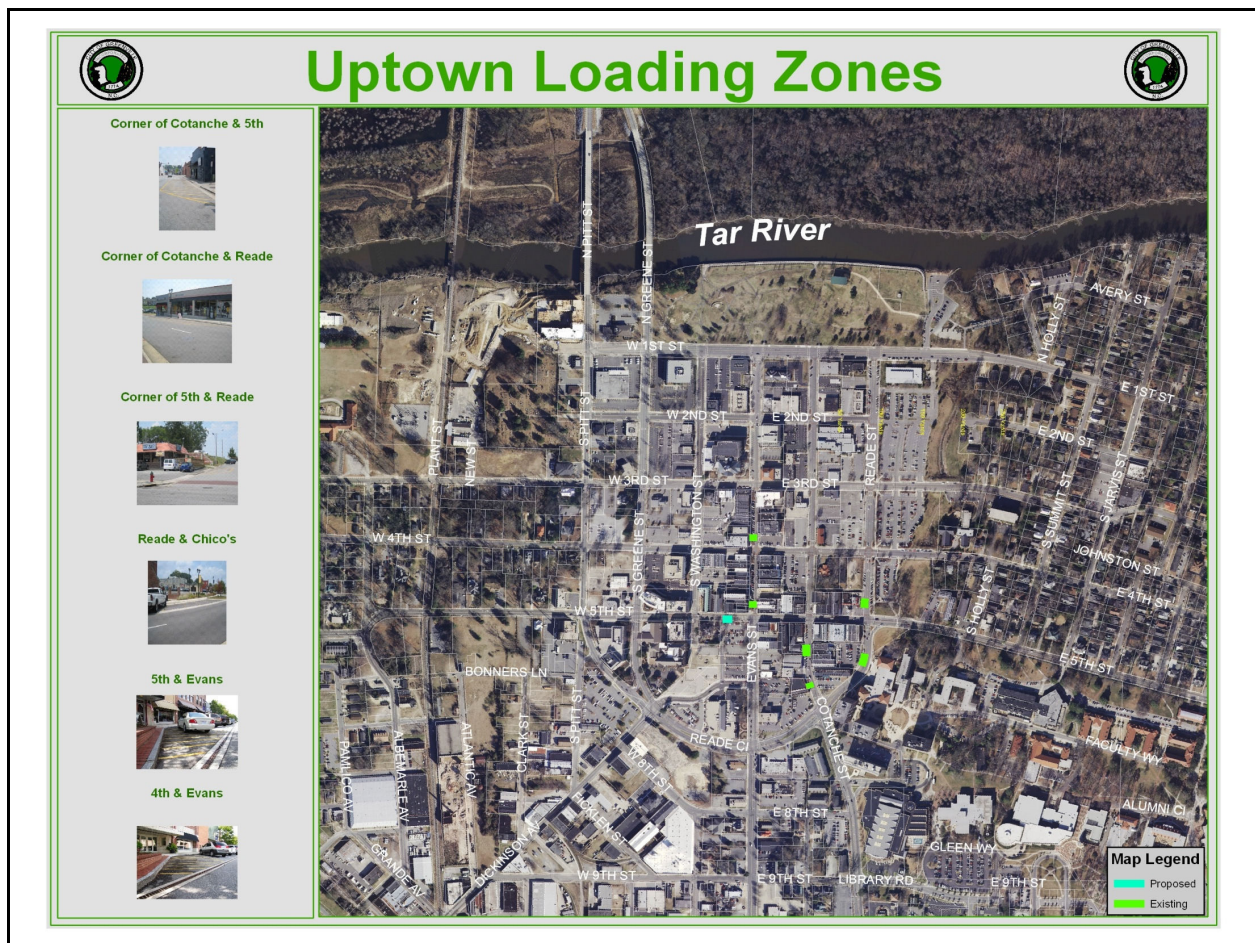 Uptown Loading Zones
Corner of Cotanche & 5th
Corner of Cotanche & Reade
Corner of 5th & Reade
Reade & Chico's
5th & Evans
4th & Evans
Tar River
N PITT ST
N GREENE ST
AVERY ST
N HOLLY ST
W 1ST ST
E 1ST ST
W 2ND ST
E 2ND ST
E 2ND ST
S PITT ST
PLANT ST
NEW ST
READE ST
W 3RD ST
E 3RD ST
S WASHINGTON ST
S GREENE ST
S SUMMIT ST
S JARVIS ST
W 4TH ST
JOHNSTON ST
E 4TH ST
S HOLLY ST
W 5TH ST
E 5TH ST
EVANS ST
BONNERS LN
S PITT ST
CLARK ST
ATLANTIC AV
ALBEMARLE AV
PAMLICO AV
READE CI
COTANCHE ST
FACULTY WY
W 8TH ST
E 8TH ST
FICKLEN ST
ALUMNI CI
DICKINSON AV
GRANDE AV
W 9TH ST
E 9TH ST
LIBRARY RD
GLEEN WY
E 9TH ST
Map Legend
Proposed
Existing